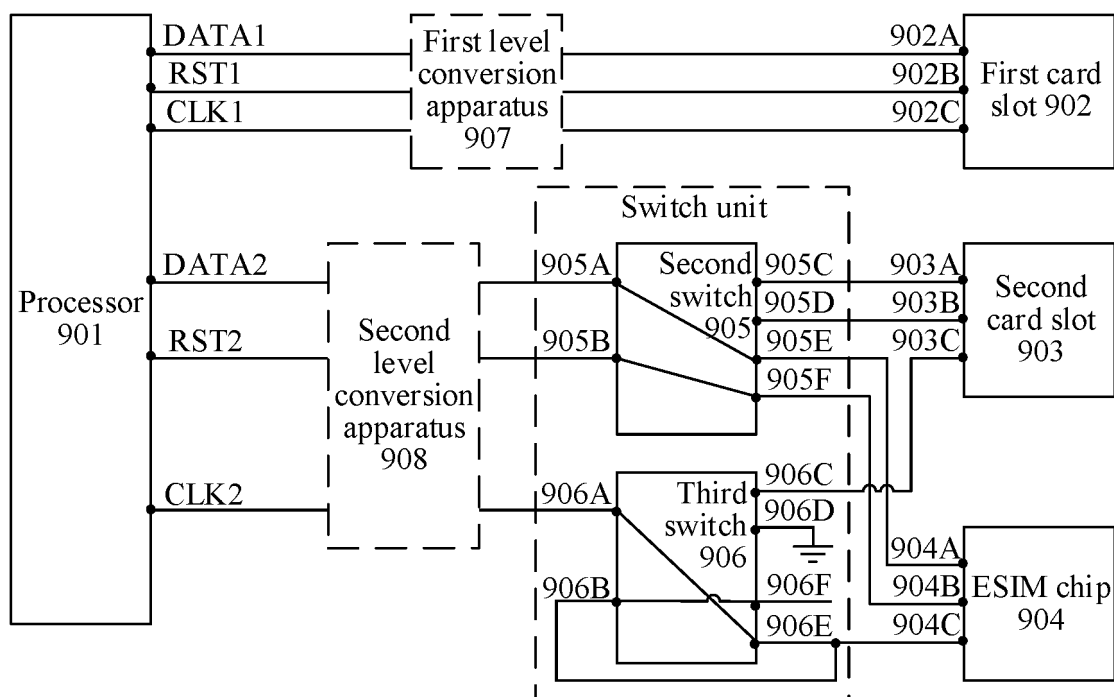 DATA1
RST1
CLK1
First level
conversion
apparatus
907
902A
902B
902C
First card
slot 902
Switch unit
Processor
901
DATA2
RST2
CLK2
Second
level
conversion
apparatus
908
905A
905B
Second
switch
905
905C
905D
905E
905F
903A
903B
903C
Second
card slot
903
906A
906B
Third
switch
906
906C
906D
906F
906E
904A
904B
904C
ESIM chip
904